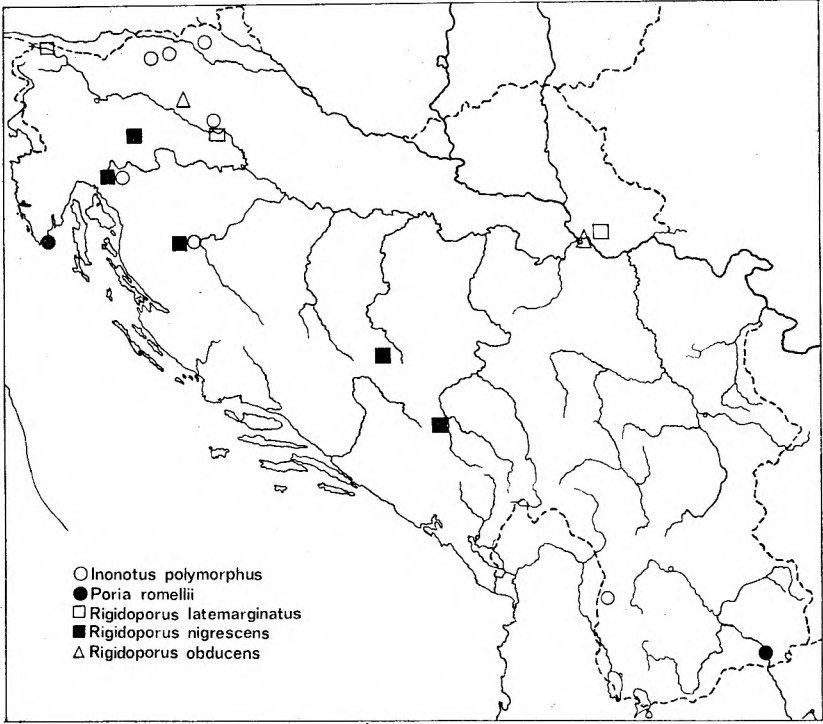 Inonotus polymorphus
Poria romellii
Rigidoporus latemarginatus
Rigidoporus nigrescens
Rigidoporus obducens